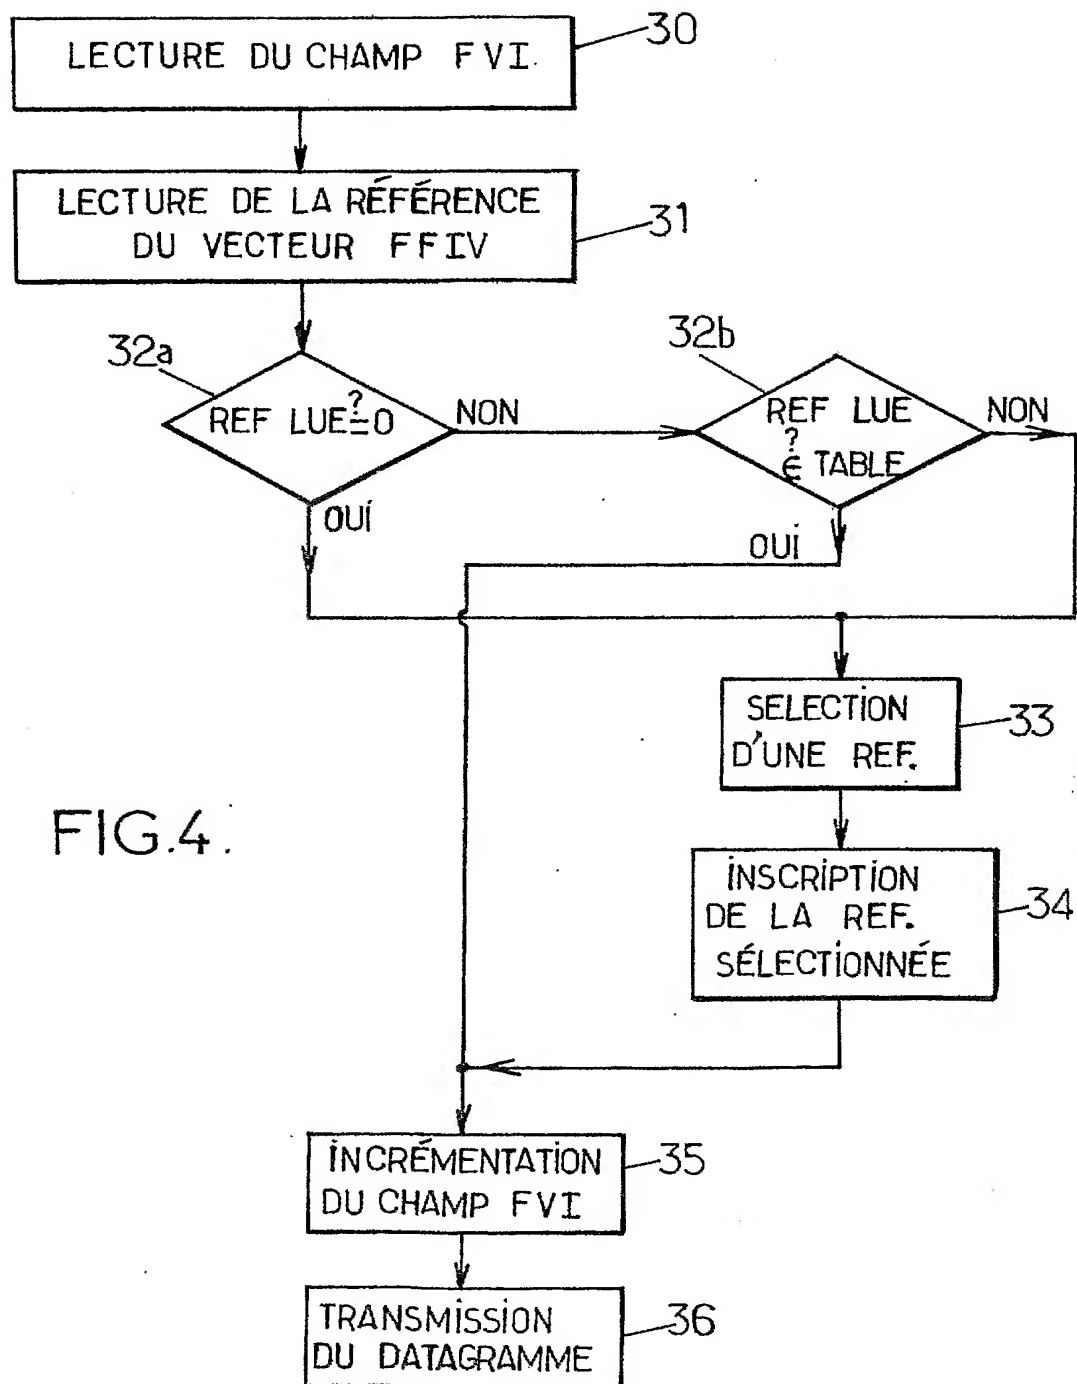 LECTURE DU CHAMP FVI.
30
LECTURE DE LA RÉFÉRENCE
DU VECTEUR FFIV
31
32a
REF LUE ?= 0
NON
OUI
32b
REF LUE
?
∈ TABLE
NON
OUI
SELECTION
D'UNE REF.
33
INSCRIPTION
DE LA REF.
SÉLECTIONNÉE
34
FIG.4.
INCRÉMENTATION
DU CHAMP FVI
35
TRANSMISSION
DU DATAGRAMME
36